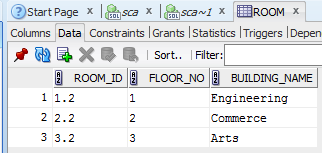 Start Page sca sca~1 ROOM
Columns Data Constraints Grants Statistics Triggers Depen
Sort.. Filter:
ROOM_ID FLOOR_NO BUILDING_NAME
1 1.2 1 Engineering
2 2.2 2 Commerce
3 3.2 3 Arts